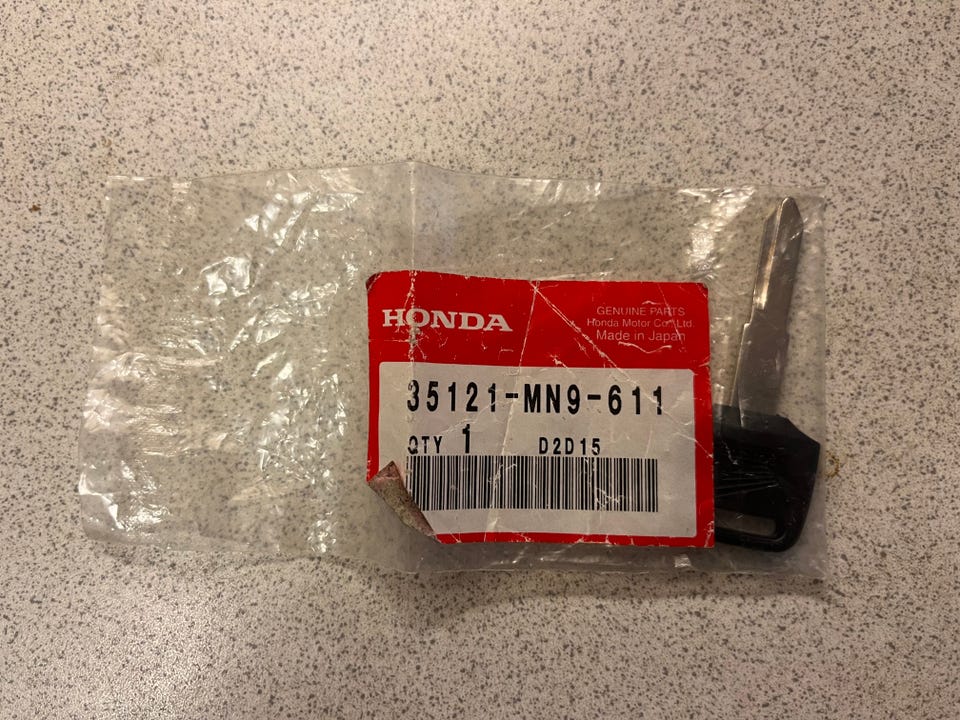 HONDA
GENUINE PARTS
Honda Motor Co., Ltd.
Made in Japan
35121-MN9-611
QTY 1 D2D15